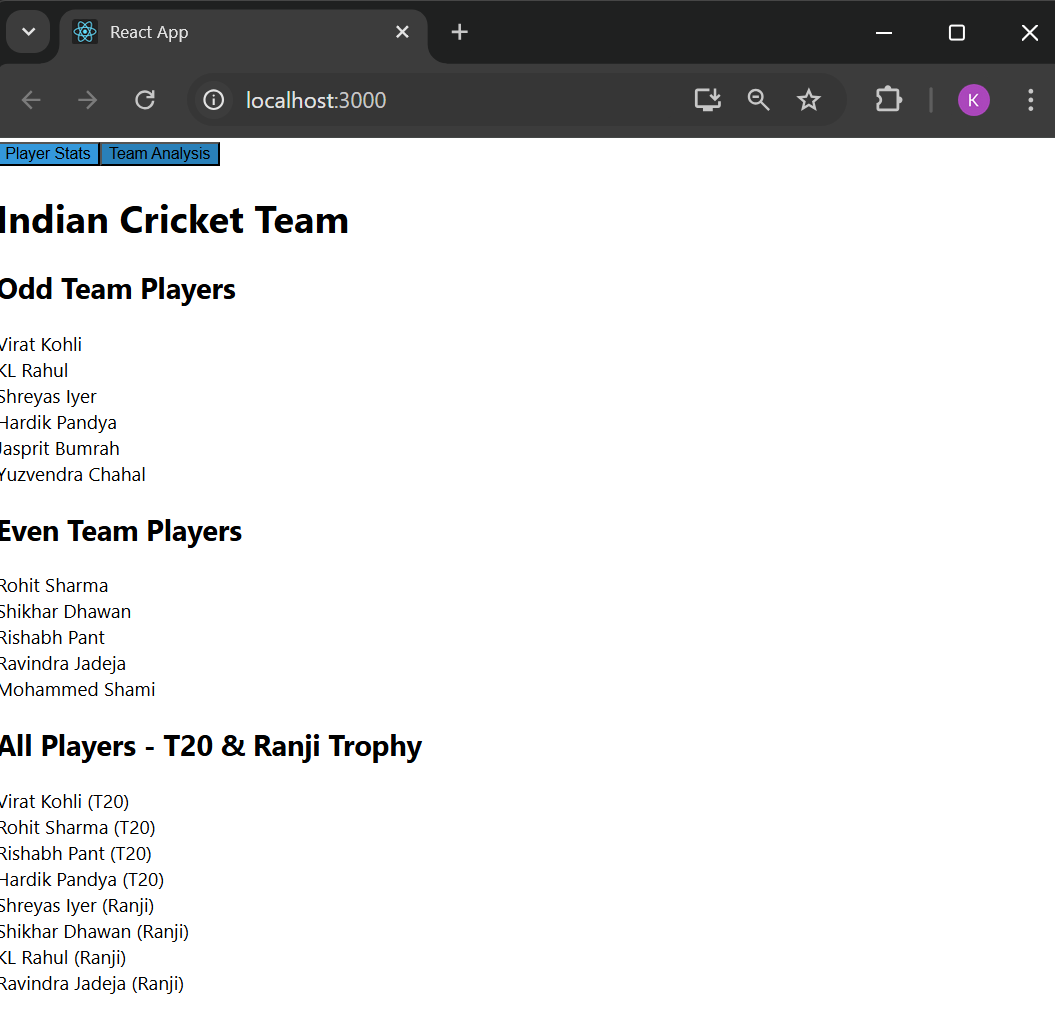 React App
localhost:3000
K
Player Stats Team Analysis
Indian Cricket Team
Odd Team Players
Virat Kohli
KL Rahul
Shreyas Iyer
Hardik Pandya
Jasprit Bumrah
Yuzvendra Chahal
Even Team Players
Rohit Sharma
Shikhar Dhawan
Rishabh Pant
Ravindra Jadeja
Mohammed Shami
All Players - T20 & Ranji Trophy
Virat Kohli (T20)
Rohit Sharma (T20)
Rishabh Pant (T20)
Hardik Pandya (T20)
Shreyas Iyer (Ranji)
Shikhar Dhawan (Ranji)
KL Rahul (Ranji)
Ravindra Jadeja (Ranji)